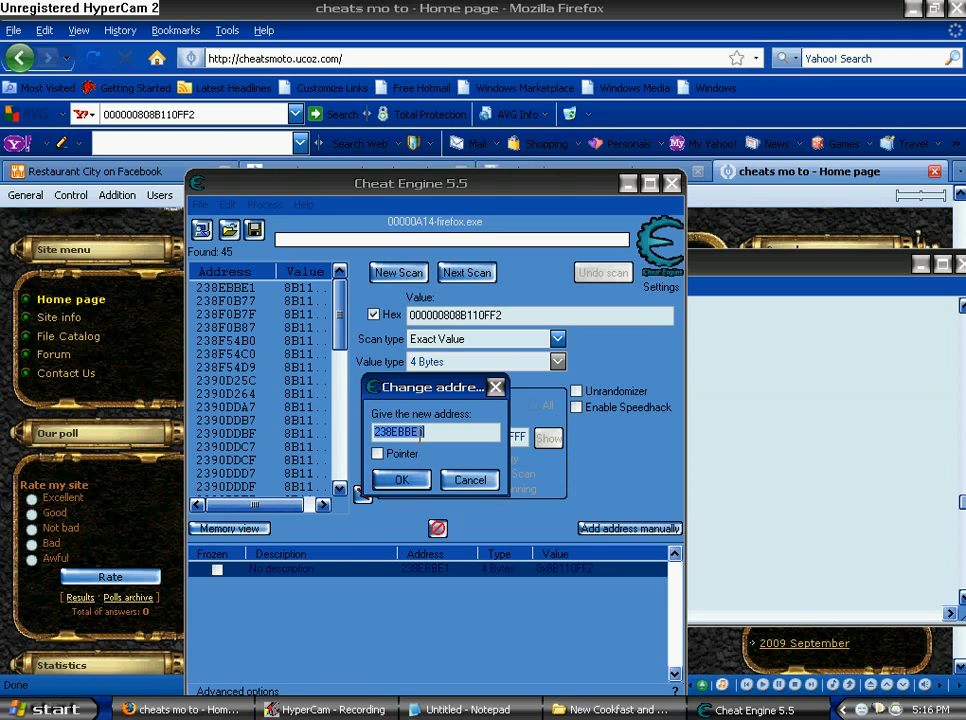 Unregistered HyperCam 2
cheats mo to - Home page - Mozilla Firefox
File Edit View History Bookmarks Tools Help
http://cheatsmoto.ucoz.com/
Yahoo! Search
Most Visited Getting Started Latest Headlines Customize Links Free Hotmail Windows Marketplace Windows Media Windows
AVG 000000808B110FF2 Search Total Protection AVG Info
Search Web Mail Shopping Personals My Yahoo! News Games Travel
Restaurant City on Facebook
cheats mo to - Home page
General Control Addition Users
Site menu
Home page
Site info
File Catalog
Forum
Contact Us
Our poll
Rate my site
Excellent
Good
Not bad
Bad
Awful
Rate
[ Results · Polls archive ]
Total of answers: 0
Statistics
Cheat Engine 5.5
File Edit Process Help
00000A14-firefox.exe
Found: 45
Settings
Address Value
238EBBE1 8B11...
238F0B77 8B11...
238F0B7F 8B11...
238F0B87 8B11...
238F54B0 8B11...
238F54C0 8B11...
238F54D9 8B11...
2390D25C 8B11...
2390D264 8B11...
2390DDA7 8B11...
2390DDB7 8B11...
2390DDBF 8B11...
2390DDC7 8B11...
2390DDD7 8B11...
2390DDDF 8B11...
New Scan Next Scan Undo scan
Value:
Hex 000000808B110FF2
Scan type Exact Value
Value type 4 Bytes
Unrandomizer
Enable Speedhack
All
FFF Show
Change addre...
Give the new address:
238EBBE1
Pointer
OK Cancel
Memory view
Add address manually
Frozen Description Address Type Value
No description 238EBBE1 4 Bytes 0x8B110FF2
Advanced options ?
2009 September
Done
start cheats mo to - Hom... HyperCam - Recording Untitled - Notepad New Cookfast and ... Cheat Engine 5.5 5:16 PM